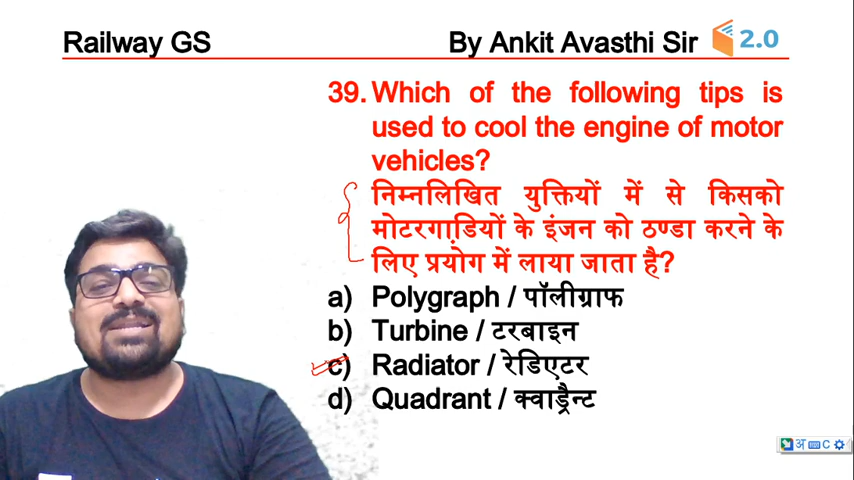 Railway GS
By Ankit Avasthi Sir 2.0
39. Which of the following tips is
used to cool the engine of motor
vehicles?
निम्नलिखित युक्तियों में से किसको
मोटरगाडियों के इंजन को ठण्डा करने के
लिए प्रयोग में लाया जाता है?
a) Polygraph / पॉलीग्राफ
b) Turbine / टरबाइन
c) Radiator / रेडिएटर
d) Quadrant / क्वाड्रैन्ट
अ C